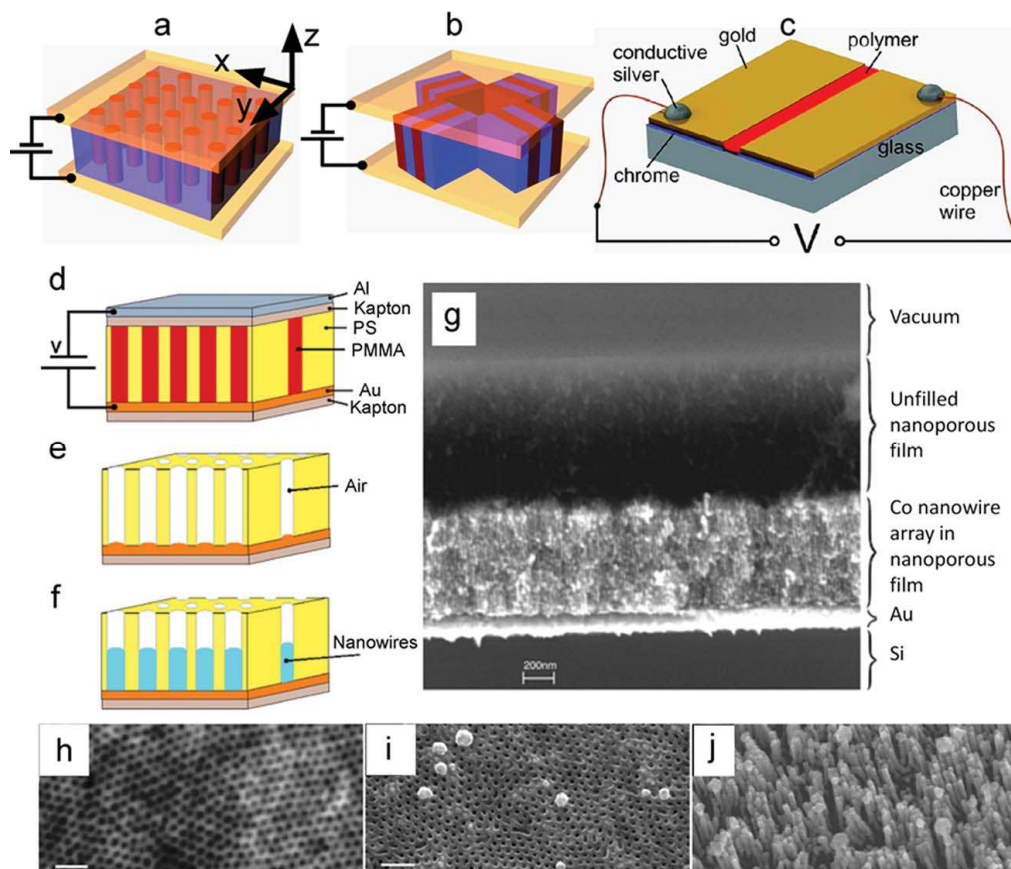 a
z
x
y
b
c
conductive
silver
gold
polymer
chrome
glass
copper
wire
V
d
v
Al
Kapton
PS
PMMA
Au
Kapton
e
Air
f
Nanowires
g
200nm
Vacuum
Unfilled
nanoporous
film
Co nanowire
array in
nanoporous
film
Au
Si
h
i
j